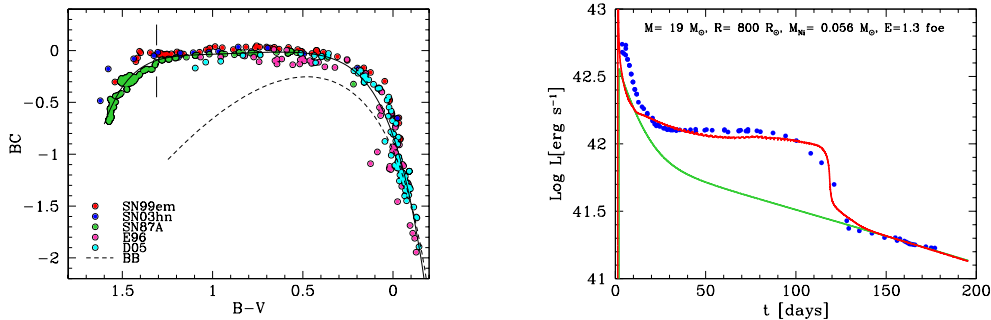 0
−0.5
−1
−1.5
−2
BC
SN99em
SN03hn
SN87A
E96
D05
BB
1.5 1 0.5 0
B−V
M= 19 M⊙, R= 800 R⊙, MNi= 0.056 M⊙, E=1.3 foe
43
42.5
42
41.5
41
Log L[erg s−1]
0 50 100 150 200
t [days]